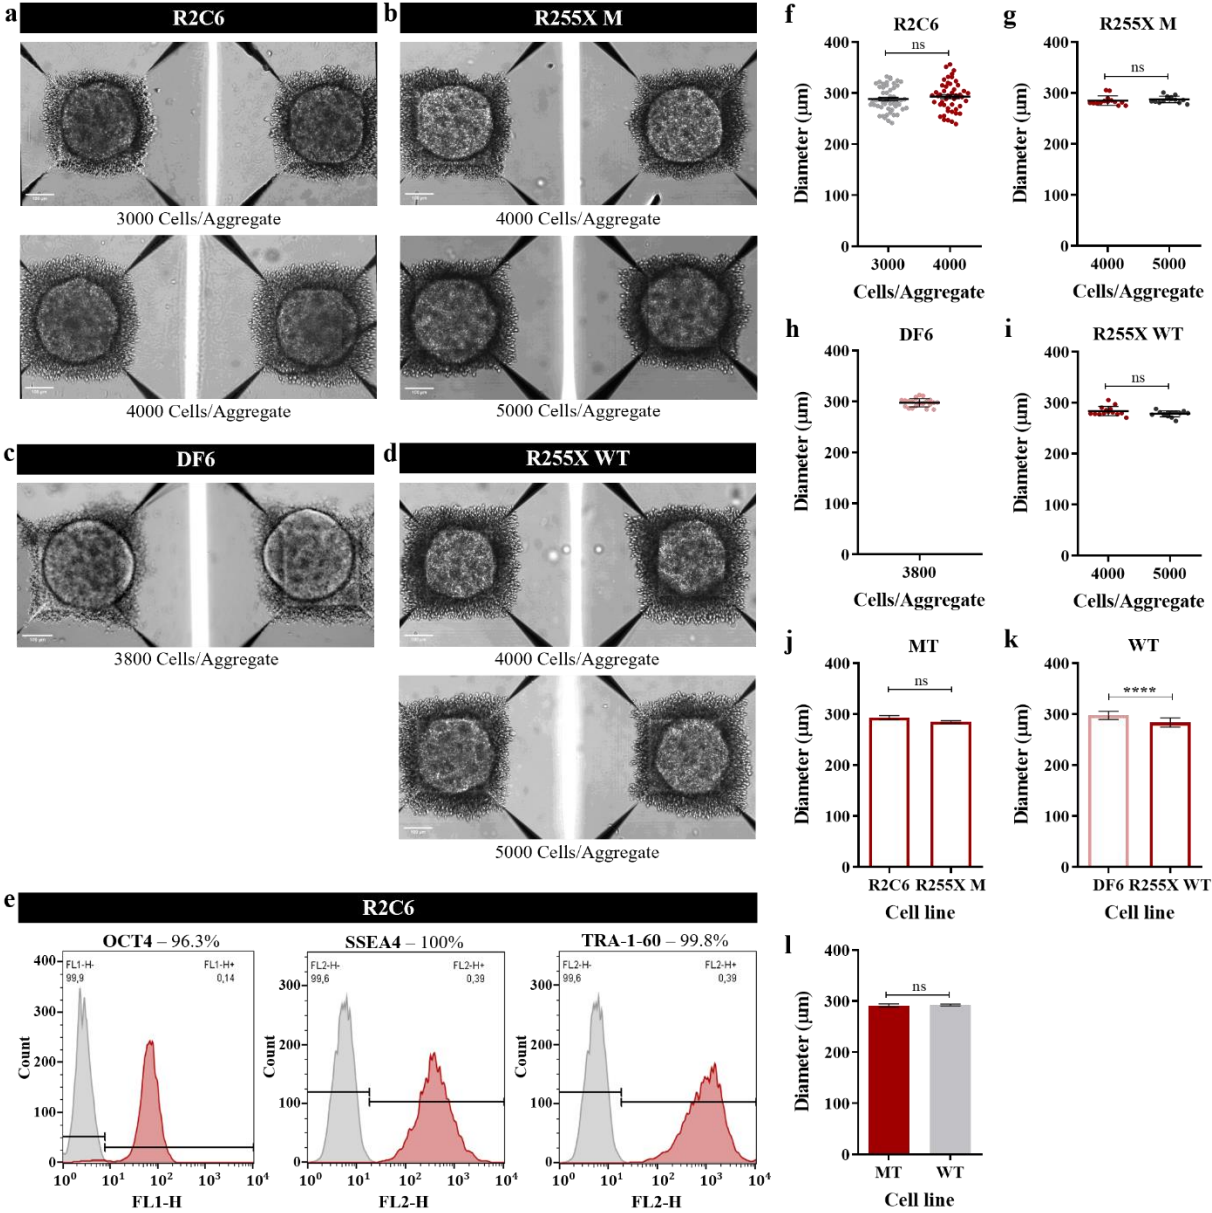 a
R2C6
3000 Cells/Aggregate
4000 Cells/Aggregate
b
R255X M
4000 Cells/Aggregate
5000 Cells/Aggregate
c
DF6
3800 Cells/Aggregate
d
R255X WT
4000 Cells/Aggregate
5000 Cells/Aggregate
e
R2C6
OCT4 – 96.3%
FL1-H- FL1-H+
99,9 0,14
400
300
200
100
0
Count
10⁰ 10¹ 10² 10³ 10⁴
FL1-H
SSEA4 – 100%
FL2-H- FL2-H+
99,6 0,39
300
200
100
0
Count
10⁰ 10¹ 10² 10³ 10⁴
FL2-H
TRA-1-60 – 99.8%
FL2-H- FL2-H+
99,6 0,39
300
200
100
0
Count
10⁰ 10¹ 10² 10³ 10⁴
FL2-H
f
R2C6
ns
400
300
200
100
0
Diameter (µm)
3000 4000
Cells/Aggregate
g
R255X M
ns
400
300
200
100
0
Diameter (µm)
4000 5000
Cells/Aggregate
h
DF6
400
300
200
100
0
Diameter (µm)
3800
Cells/Aggregate
i
R255X WT
ns
400
300
200
100
0
Diameter (µm)
4000 5000
Cells/Aggregate
j
MT
ns
400
300
200
100
0
Diameter (µm)
R2C6 R255X M
Cell line
k
WT
****
400
300
200
100
0
Diameter (µm)
DF6 R255X WT
Cell line
l
ns
400
300
200
100
0
Diameter (µm)
MT WT
Cell line